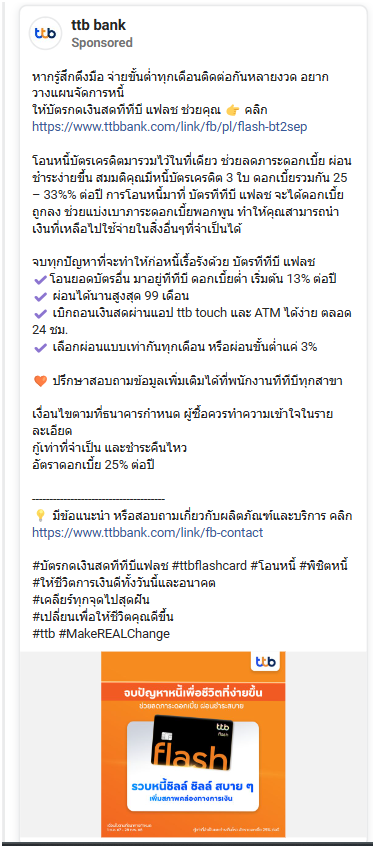 ttb
ttb bank
Sponsored
หากรู้สึกตึงมือ จ่ายขั้นต่ำทุกเดือนติดต่อกันหลายงวด อยาก
วางแผนจัดการหนี้
ให้บัตรกดเงินสดทีทีบี แฟลช ช่วยคุณ 👉 คลิก
https://www.ttbbank.com/link/fb/pl/flash-bt2sep
โอนหนี้บัตรเครดิตมารวมไว้ในที่เดียว ช่วยลดภาระดอกเบี้ย ผ่อน
ชำระง่ายขึ้น สมมติคุณมีหนี้บัตรเครดิต 3 ใบ ดอกเบี้ยรวมกัน 25
– 33%% ต่อปี การโอนหนี้มาที่ บัตรทีทีบี แฟลช จะได้ดอกเบี้ย
ถูกลง ช่วยแบ่งเบาภาระดอกเบี้ยพอกพูน ทำให้คุณสามารถนำ
เงินที่เหลือไปใช้จ่ายในสิ่งอื่นๆที่จำเป็นได้
จบทุกปัญหาที่จะทำให้ก่อหนี้เรื้อรังด้วย บัตรทีทีบี แฟลช
✔ โอนยอดบัตรอื่น มาอยู่ทีทีบี ดอกเบี้ยต่ำ เริ่มต้น 13% ต่อปี
✔ ผ่อนได้นานสูงสุด 99 เดือน
✔ เบิกถอนเงินสดผ่านแอป ttb touch และ ATM ได้ง่าย ตลอด
24 ชม.
✔ เลือกผ่อนแบบเท่ากันทุกเดือน หรือผ่อนขั้นต่ำแค่ 3%
🧡 ปรึกษาสอบถามข้อมูลเพิ่มเติมได้ที่พนักงานทีทีบีทุกสาขา
เงื่อนไขตามที่ธนาคารกำหนด ผู้ซื้อควรทำความเข้าใจในราย
ละเอียด
กู้เท่าที่จำเป็น และชำระคืนไหว
อัตราดอกเบี้ย 25% ต่อปี
--------------------------------------
💡 มีข้อแนะนำ หรือสอบถามเกี่ยวกับผลิตภัณฑ์และบริการ คลิก
https://www.ttbbank.com/link/fb-contact
#บัตรกดเงินสดทีทีบีแฟลช #ttbflashcard #โอนหนี้ #พิชิตหนี้
#ให้ชีวิตการเงินดีทั้งวันนี้และอนาคต
#เคลียร์ทุกจุดไปสุดฝัน
#เปลี่ยนเพื่อให้ชีวิตคุณดีขึ้น
#ttb #MakeREALChange
ttb
จบปัญหาหนี้เพื่อชีวิตที่ง่ายขึ้น
ช่วยลดภาระดอกเบี้ย ผ่อนชำระสบาย
ttb
flash
flash
รวบหนี้ชิลล์ ชิลล์ สบาย ๆ
เพิ่มสภาพคล่องทางการเงิน